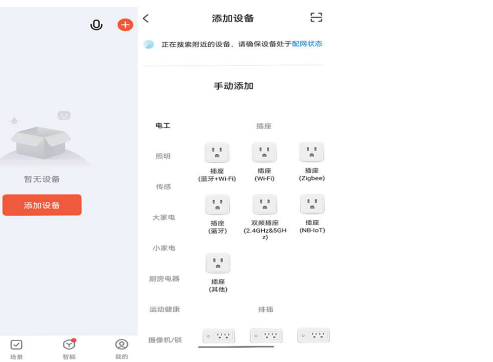 暂无设备
添加设备
场景
智能
我的
添加设备
正在搜索附近的设备，请确保设备处于配网状态
手动添加
电工
照明
传感
大家电
小家电
厨房电器
运动健康
摄像机/锁
插座
插座
(蓝牙+Wi-Fi)
插座
(Wi-Fi)
插座
(Zigbee)
插座
(蓝牙)
双频插座
(2.4GHz&5GH
z)
插座
(NB-IoT)
插座
(其他)
排插